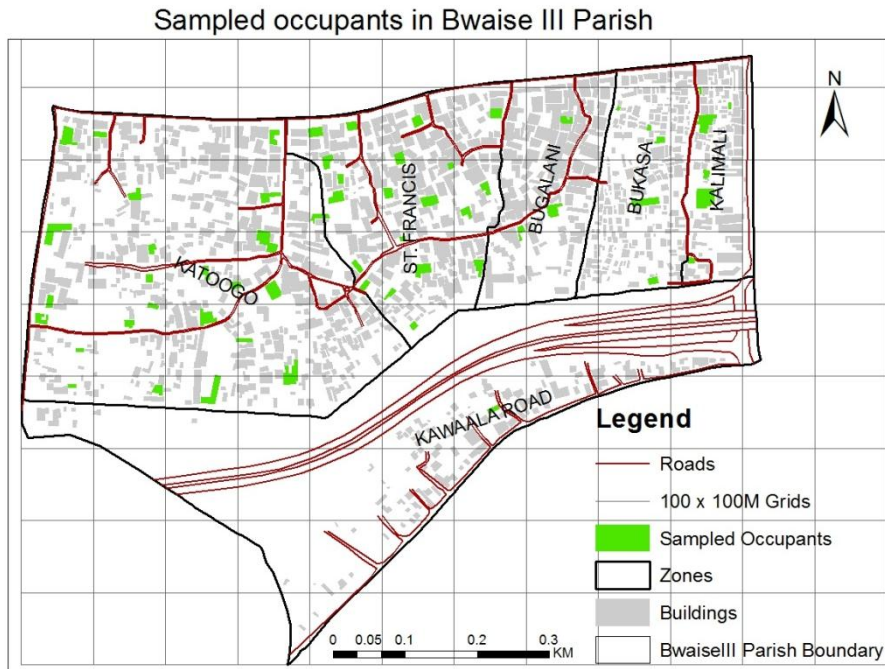 Sampled occupants in Bwaise III Parish
N
KATOOGO
ST. FRANCIS
BUGALANI
BUKASA
KALIMALI
KAWAALA ROAD
Legend
Roads
100 x 100M Grids
Sampled Occupants
Zones
Buildings
BwaiseIII Parish Boundary
0 0.05 0.1 0.2 0.3
KM